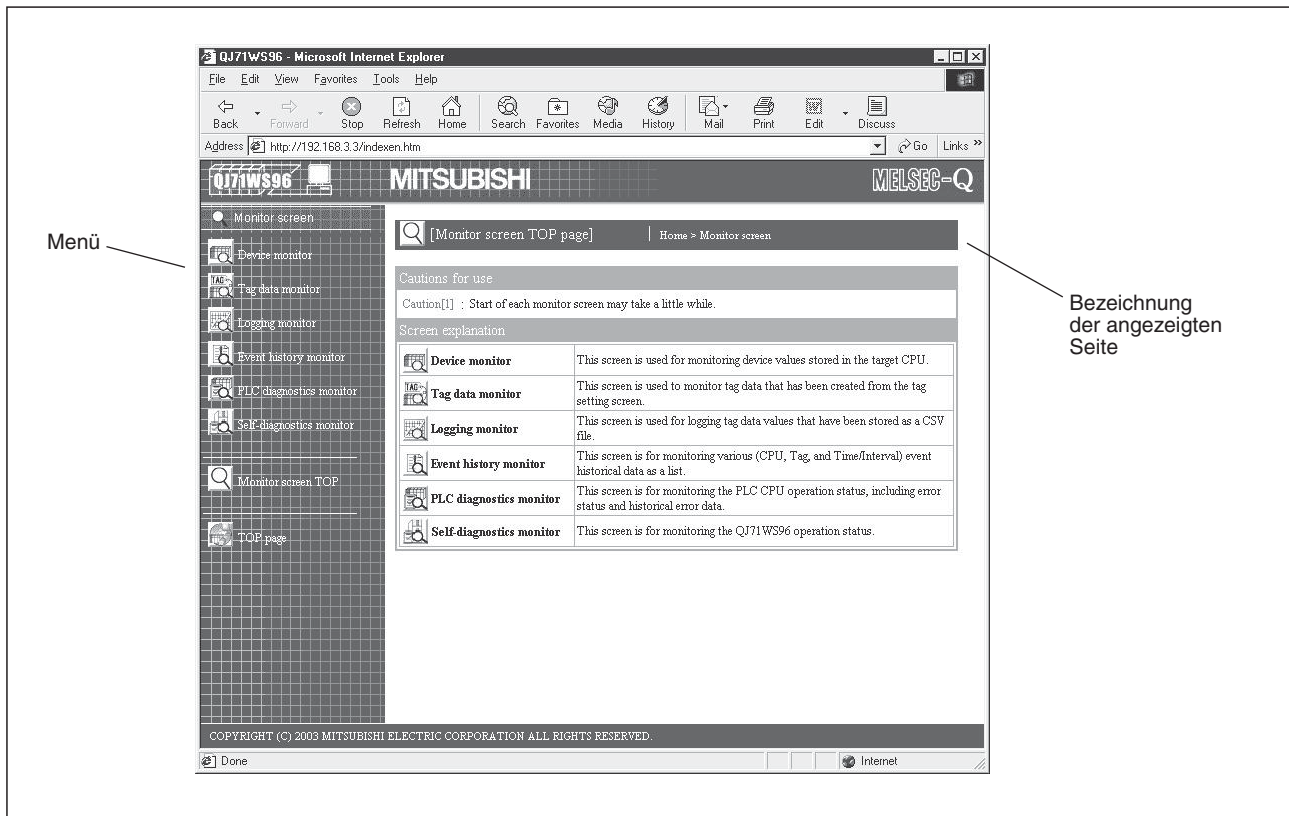 QJ71WS96 - Microsoft Internet Explorer
File Edit View Favorites Tools Help
Back Forward Stop Refresh Home Search Favorites Media History Mail Print Edit Discuss
Address http://192.168.3.3/indexen.htm Go Links »
QJ71WS96 MITSUBISHI MELSEC-Q
Monitor screen
Device monitor
Tag data monitor
Logging monitor
Event history monitor
PLC diagnostics monitor
Self-diagnostics monitor
Monitor screen TOP
TOP page
Menü
[Monitor screen TOP page] Home > Monitor screen
Cautions for use
Caution[1] : Start of each monitor screen may take a little while.
Screen explanation
Device monitor This screen is used for monitoring device values stored in the target CPU.
TAG Tag data monitor This screen is used to monitor tag data that has been created from the tag
setting screen.
Logging monitor This screen is used for logging tag data values that have been stored as a CSV
file.
Event history monitor This screen is for monitoring various (CPU, Tag, and Time/Interval) event
historical data as a list.
PLC diagnostics monitor This screen is for monitoring the PLC CPU operation status, including error
status and historical error data.
Self-diagnostics monitor This screen is for monitoring the QJ71WS96 operation status.
Bezeichnung
der angezeigten
Seite
COPYRIGHT (C) 2003 MITSUBISHI ELECTRIC CORPORATION ALL RIGHTS RESERVED.
Done Internet